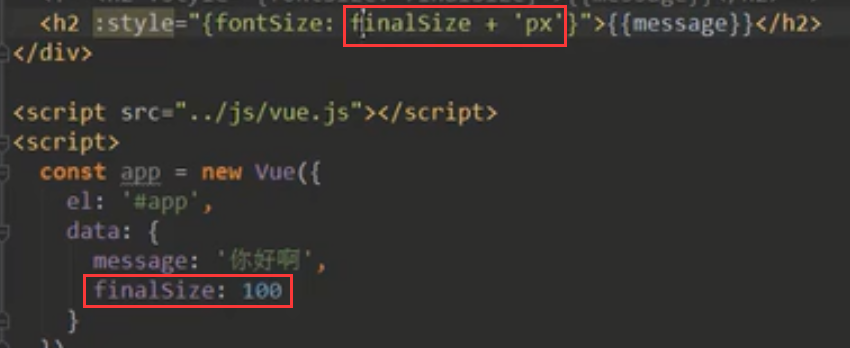 <h2 :style="{fontSize: finalSize + 'px'}">{{message}}</h2>
</div>
<script src="../js/vue.js"></script>
<script>
const app = new Vue({
el: '#app',
data: {
message: '你好啊',
finalSize: 100
}
})